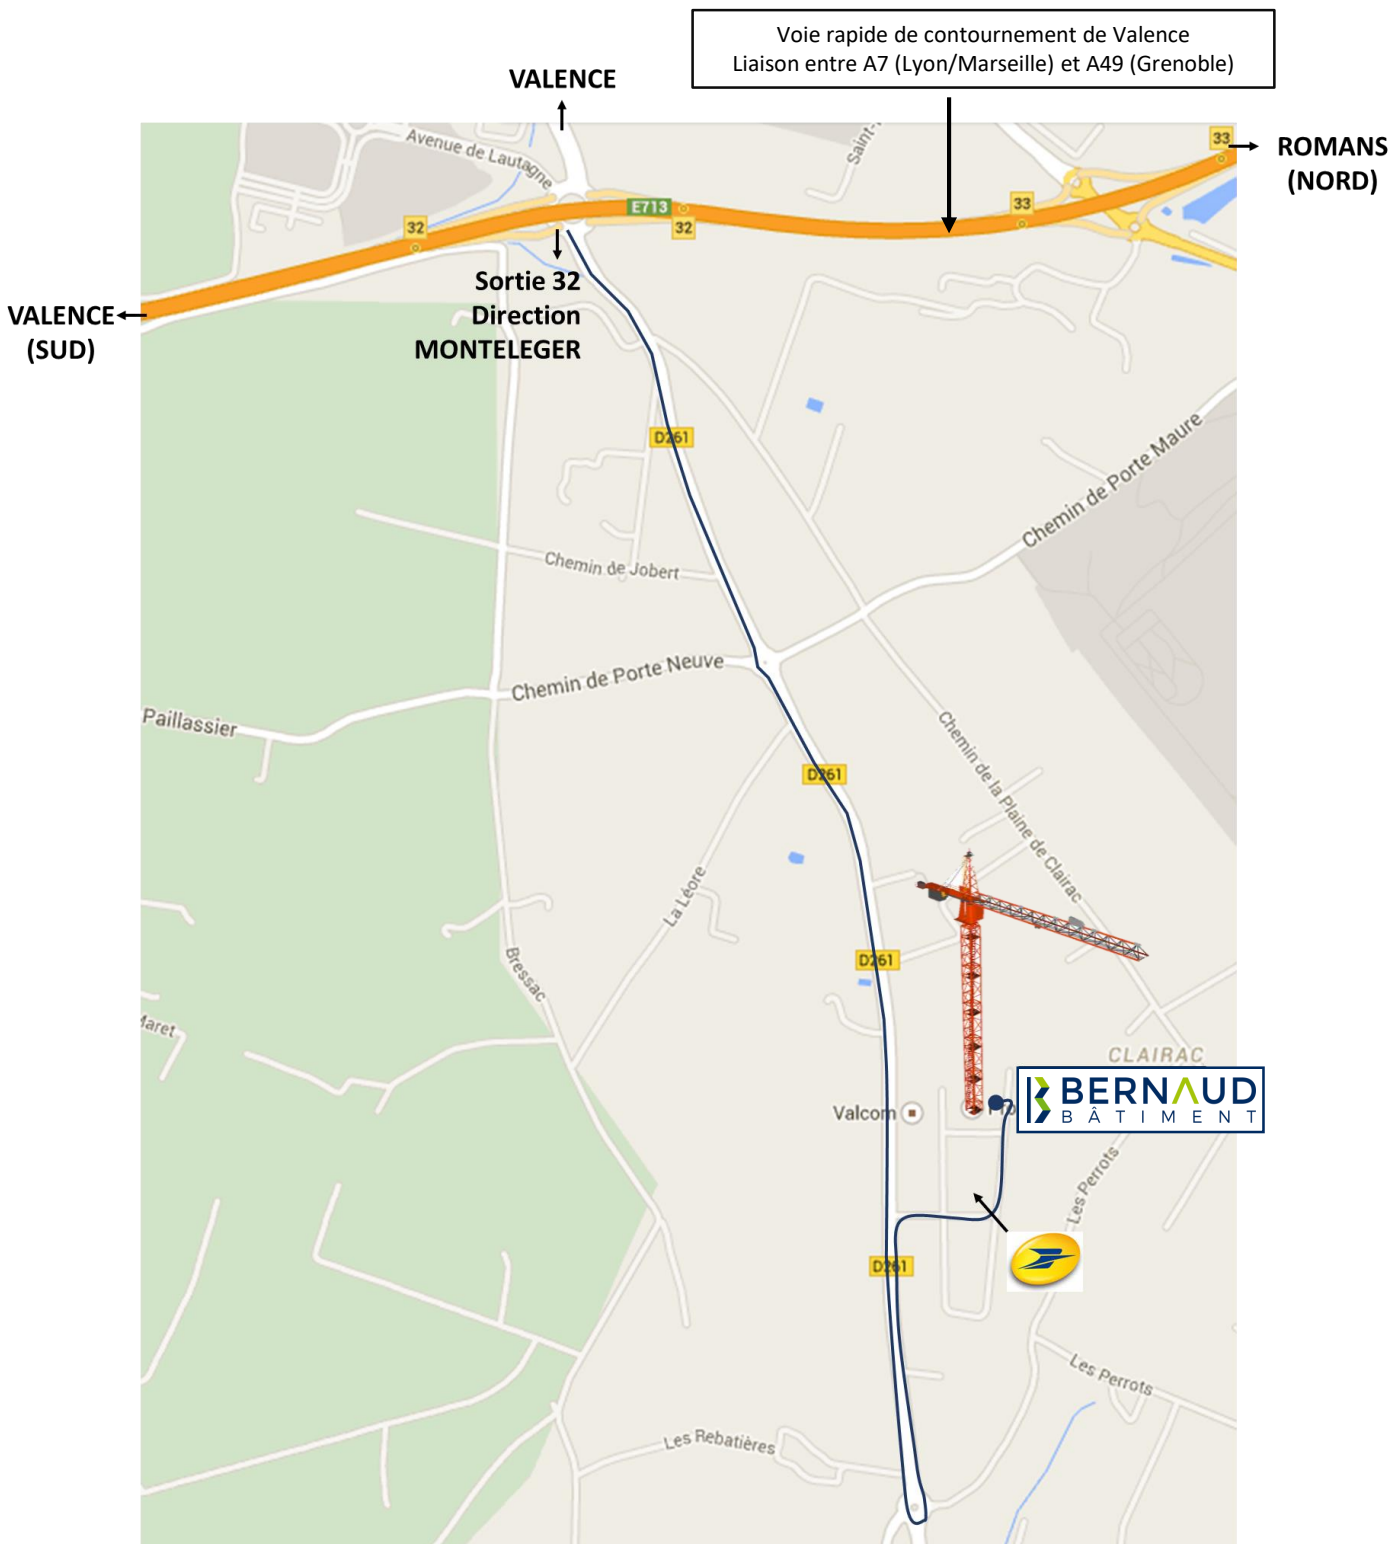 Voie rapide de contournement de Valence
Liaison entre A7 (Lyon/Marseille) et A49 (Grenoble)
VALENCE
ROMANS
(NORD)
33
Avenue de Lautagne
Saint-
E713
33
32
32
VALENCE
(SUD)
Sortie 32
Direction
MONTELEGER
D261
Chemin de Porte Maure
Chemin de Jobert
Chemin de Porte Neuve
Paillassier
Chemin de la Plaine de Clairac
D261
La Léore
D261
Bressac
Maret
CLAIRAC
BERNAUD
BÂTIMENT
Valcom
Pro
Les Perrots
D261
Les Perrots
Les Rebatières